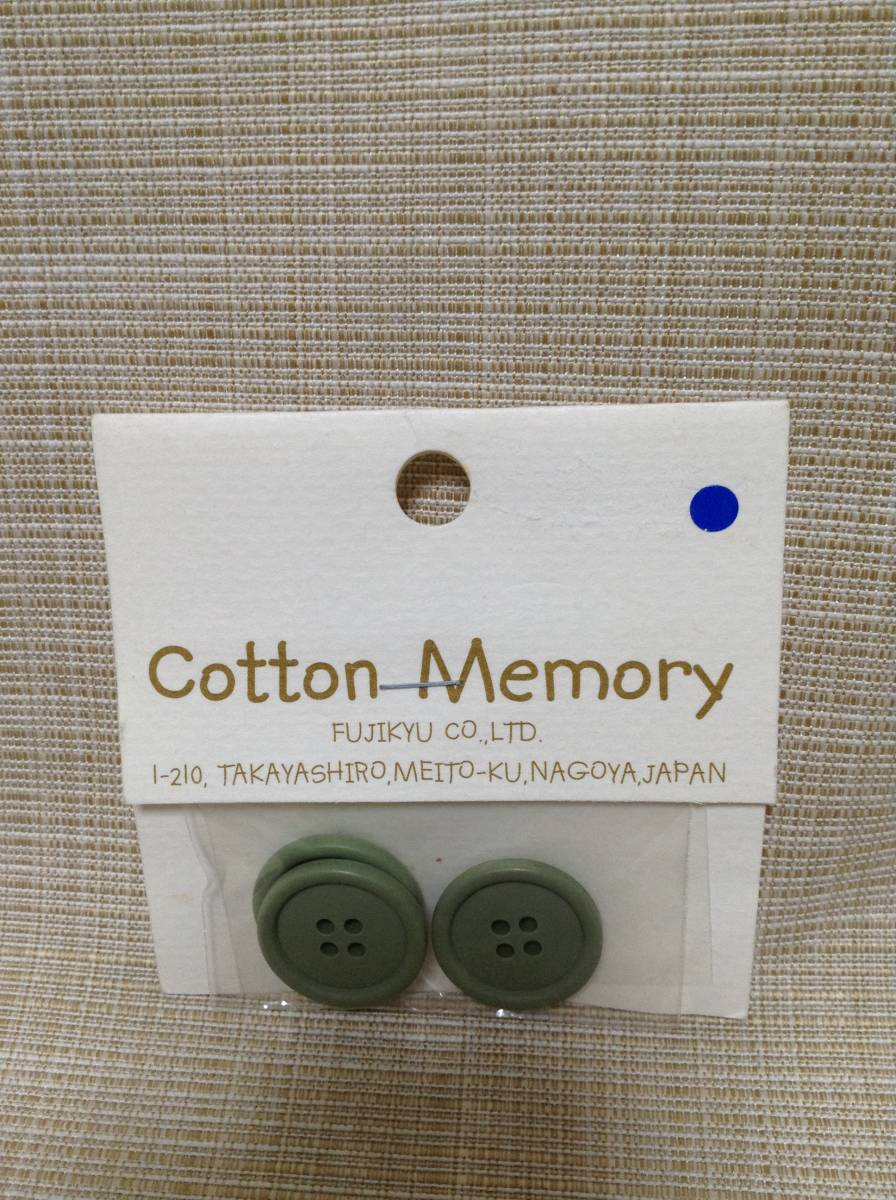 Cotton Memory
FUJIKYU CO.,LTD.
1-210, TAKAYASHIRO,MEITO-KU,NAGOYA,JAPAN